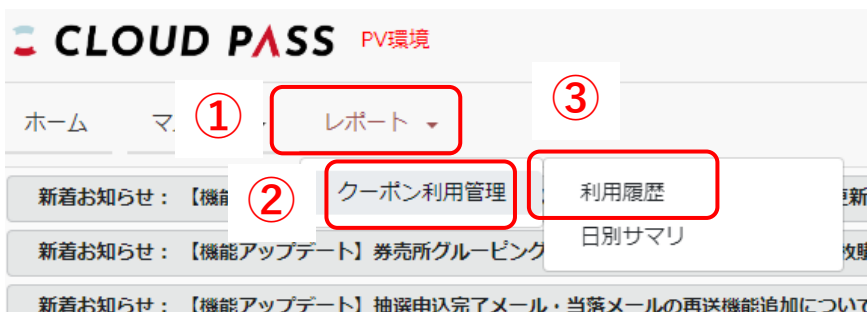 CLOUD PASS PV環境
ホーム ① レポート ③
② クーポン利用管理 利用履歴
日別サマリ
新着お知らせ：【機能
新着お知らせ：【機能アップデート】券売所グルーピング
新着お知らせ：【機能アップデート】抽選申込完了メール・当落メールの再送機能追加について